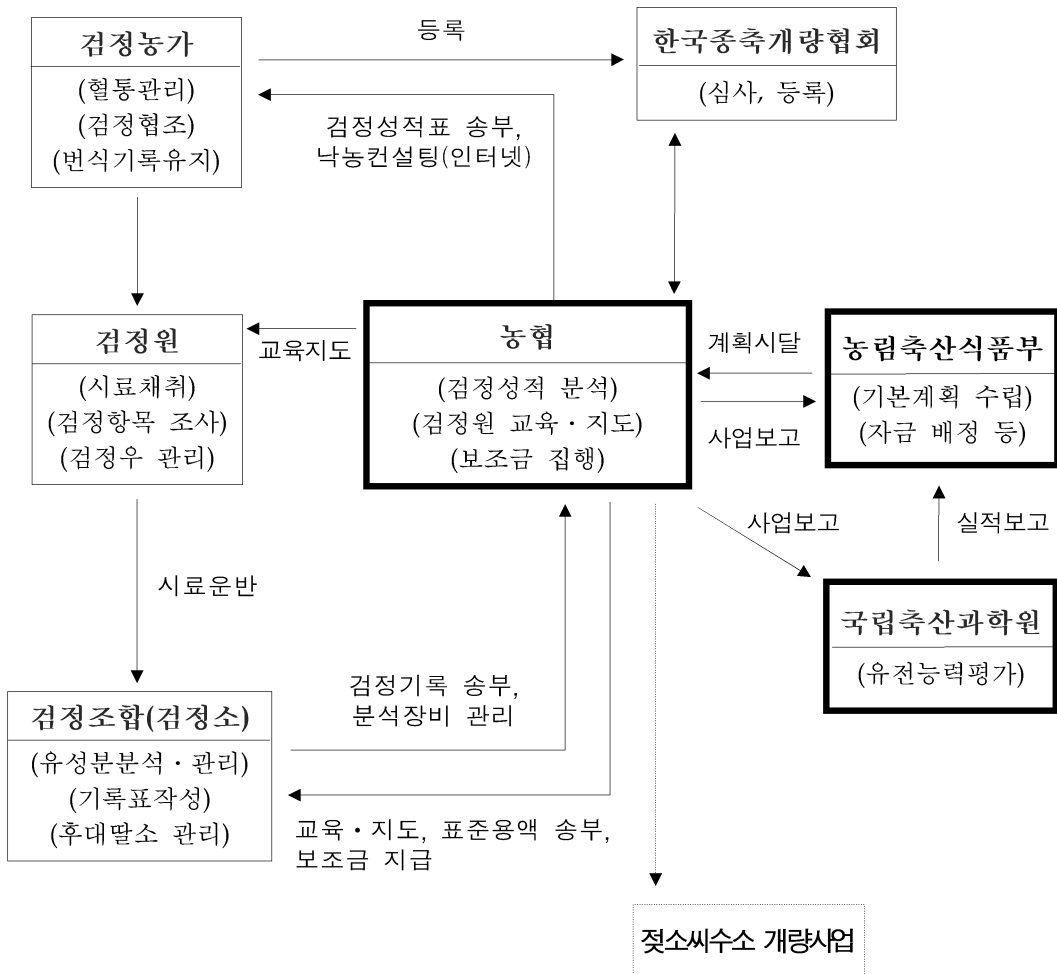 검정농가
(혈통관리)
(검정협조)
(번식기록유지)
등록
한국종축개량협회
(심사, 등록)
검정성적표 송부,
낙농컨설팅(인터넷)
검정원
(시료채취)
(검정항목 조사)
(검정우 관리)
교육지도
농협
(검정성적 분석)
(검정원 교육・지도)
(보조금 집행)
계획시달
사업보고
농림축산식품부
(기본계획 수립)
(자금 배정 등)
사업보고
실적보고
국립축산과학원
(유전능력평가)
시료운반
검정기록 송부,
분석장비 관리
검정조합(검정소)
(유성분분석・관리)
(기록표작성)
(후대딸소 관리)
교육・지도, 표준용액 송부,
보조금 지급
젖소씨수소 개량사업